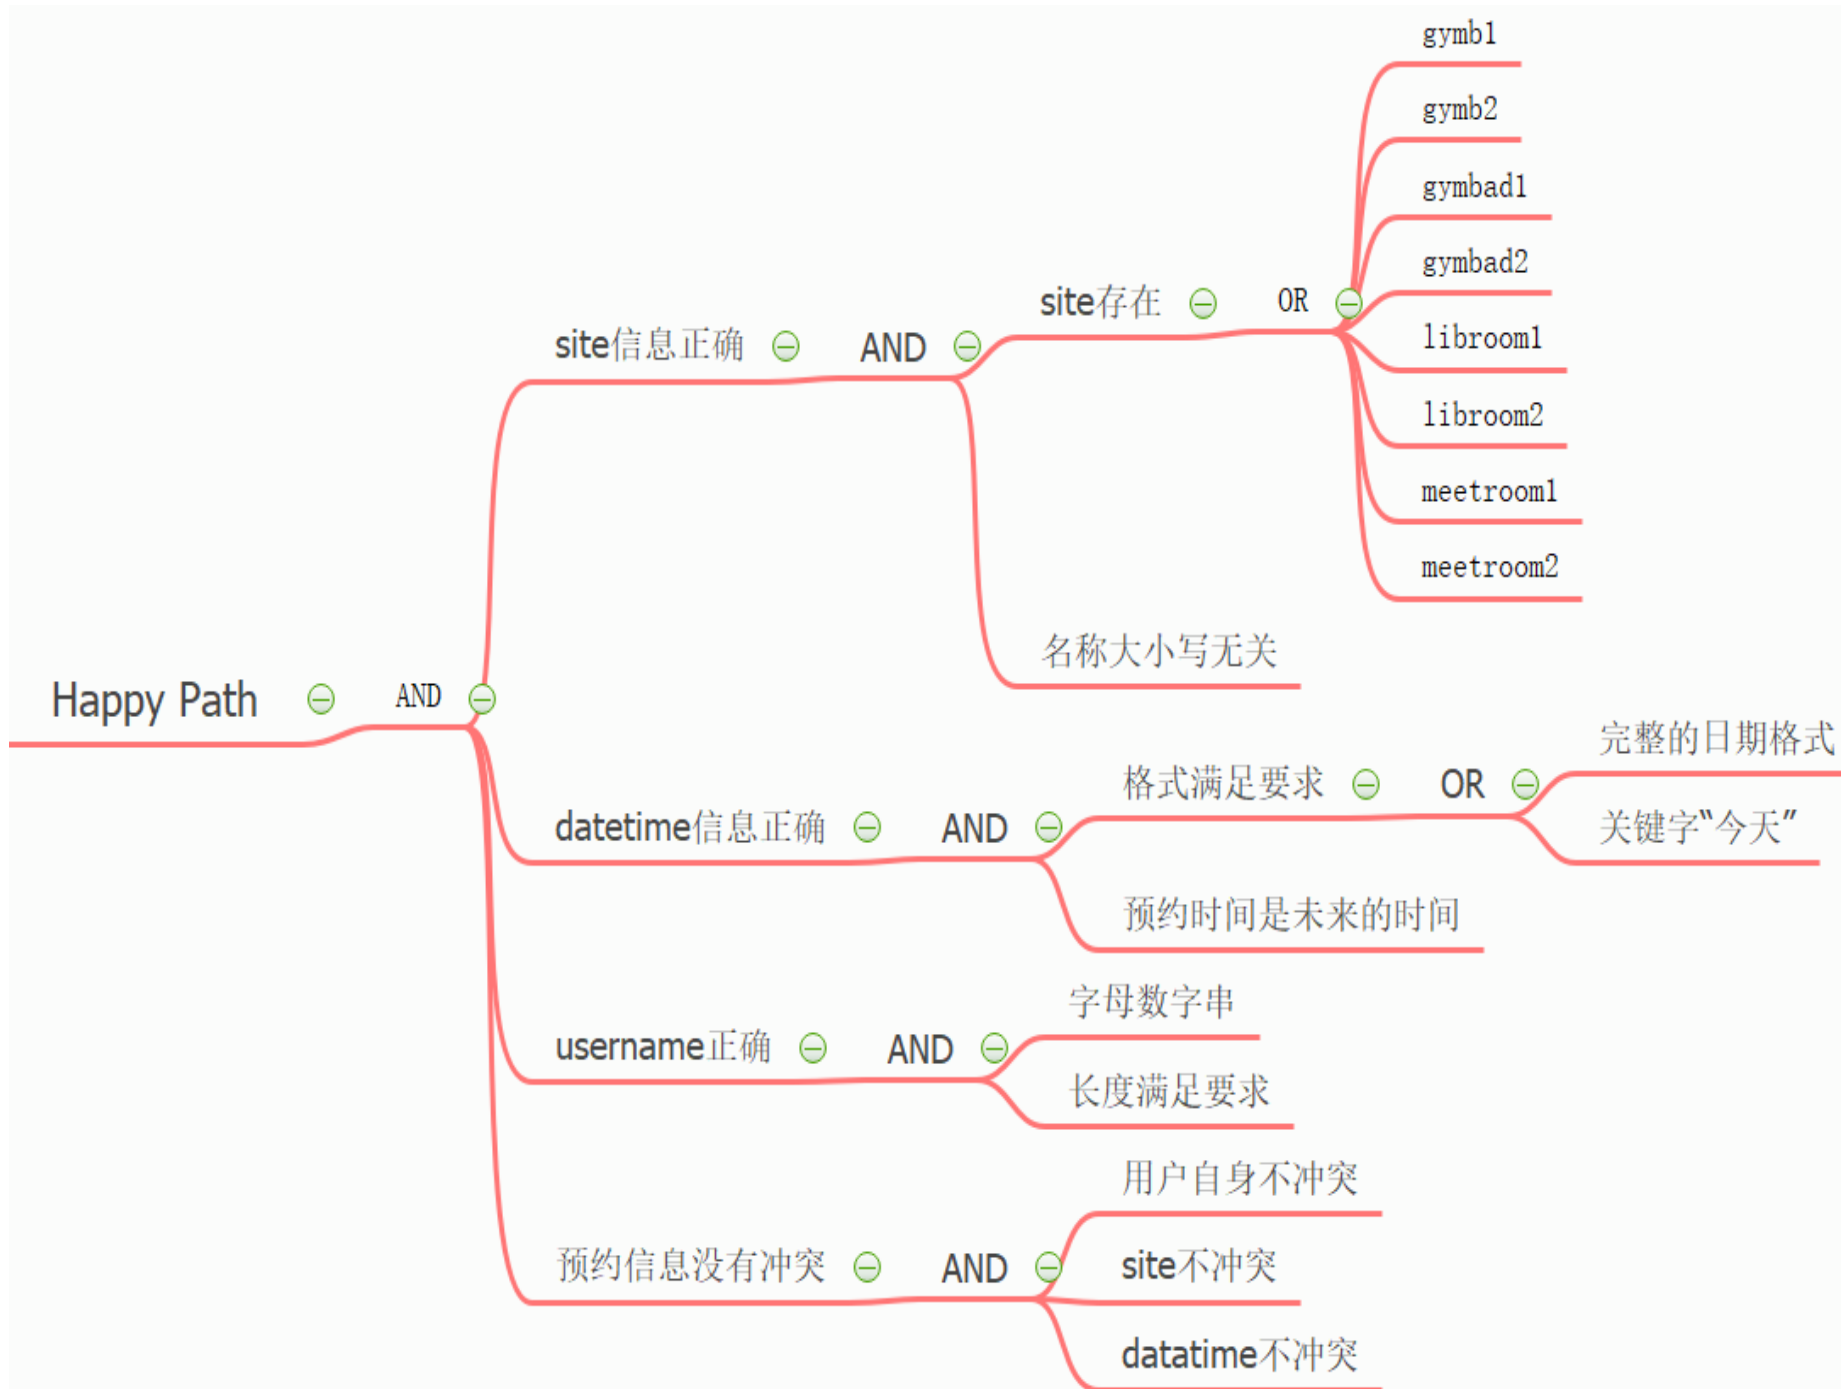 gymb1
gymb2
gymbad1
gymbad2
site存在 OR
libroom1
site信息正确 AND
libroom2
meetroom1
meetroom2
名称大小写无关
Happy Path AND
完整的日期格式
格式满足要求 OR
datetime信息正确 AND
关键字“今天”
预约时间是未来的时间
字母数字串
username正确 AND
长度满足要求
用户自身不冲突
预约信息没有冲突 AND
site不冲突
datatime不冲突